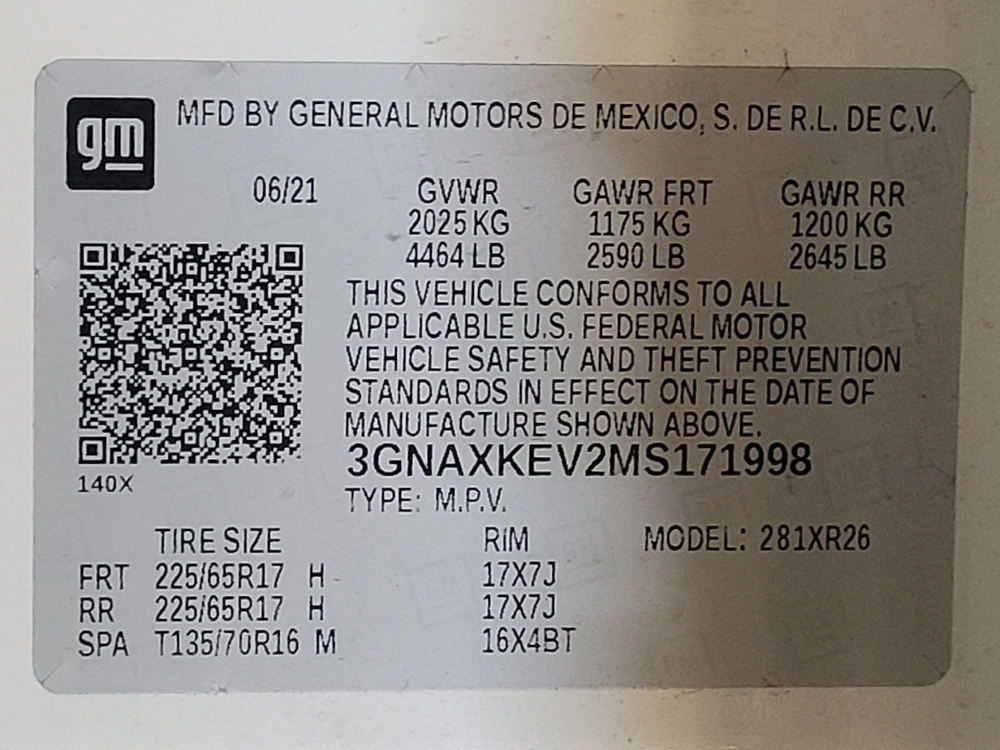 gm
MFD BY GENERAL MOTORS DE MEXICO, S. DE R.L. DE C.V.
06/21 GVWR GAWR FRT GAWR RR
2025 KG 1175 KG 1200 KG
4464 LB 2590 LB 2645 LB
THIS VEHICLE CONFORMS TO ALL
APPLICABLE U.S. FEDERAL MOTOR
VEHICLE SAFETY AND THEFT PREVENTION
STANDARDS IN EFFECT ON THE DATE OF
MANUFACTURE SHOWN ABOVE.
3GNAXKEV2MS171998
140X
TYPE: M.P.V.
TIRE SIZE RIM MODEL: 281XR26
FRT 225/65R17 H 17X7J
RR 225/65R17 H 17X7J
SPA T135/70R16 M 16X4BT